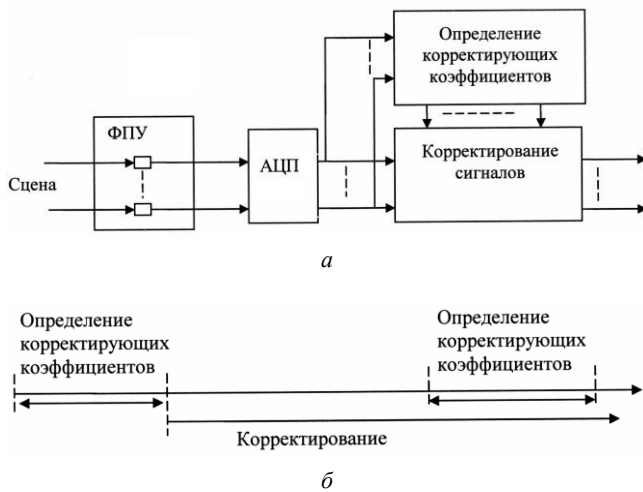 Определение
корректирующих
коэффициентов
ФПУ
АЦП
Корректирование
сигналов
Сцена
а
Определение
корректирующих
коэффициентов
Определение
корректирующих
коэффициентов
Корректирование
б